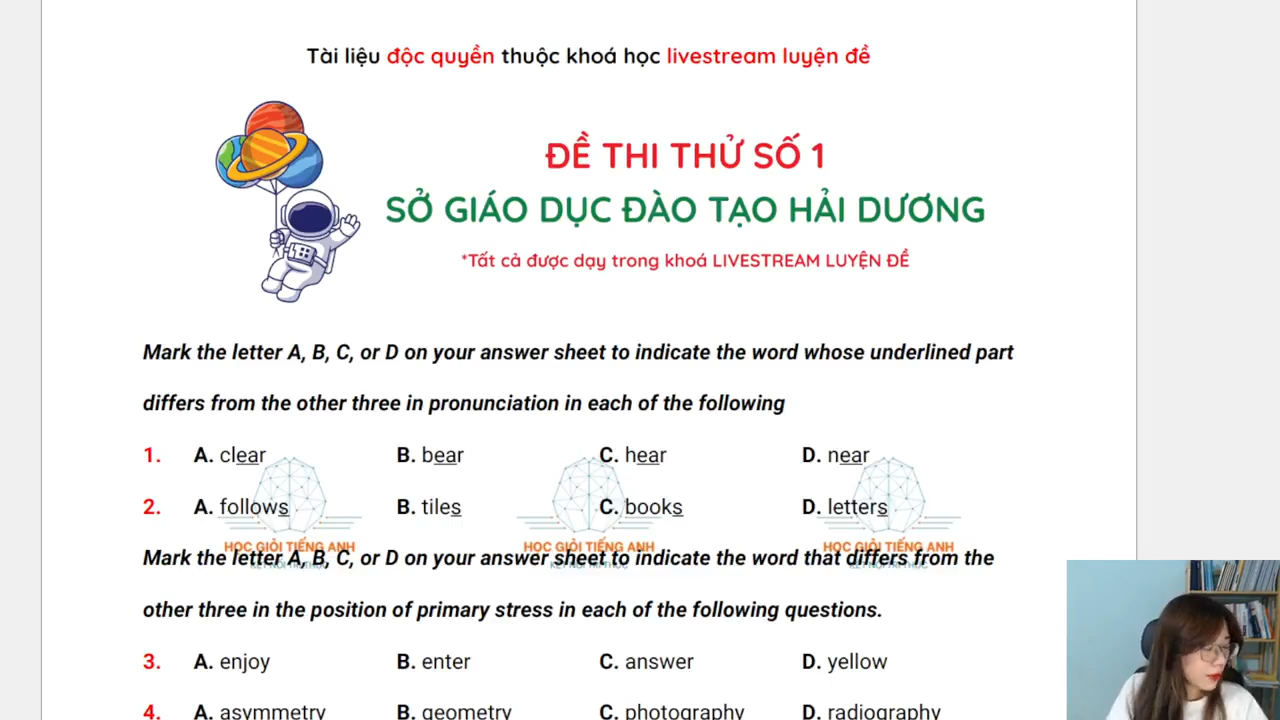 Tài liệu độc quyền thuộc khoá học livestream luyện đề
ĐỀ THI THỬ SỐ 1
SỞ GIÁO DỤC ĐÀO TẠO HẢI DƯƠNG
*Tất cả được dạy trong khoá LIVESTREAM LUYỆN ĐỀ
Mark the letter A, B, C, or D on your answer sheet to indicate the word whose underlined part
differs from the other three in pronunciation in each of the following
1. A. clear B. bear C. hear D. near
2. A. follows B. tiles C. books D. letters
HỌC GIỎI TIẾNG ANH HỌC GIỎI TIẾNG ANH HỌC GIỎI TIẾNG ANH
Mark the letter A, B, C, or D on your answer sheet to indicate the word that differs from the
other three in the position of primary stress in each of the following questions.
3. A. enjoy B. enter C. answer D. yellow
4. A. asymmetry B. geometry C. photography D. radiography